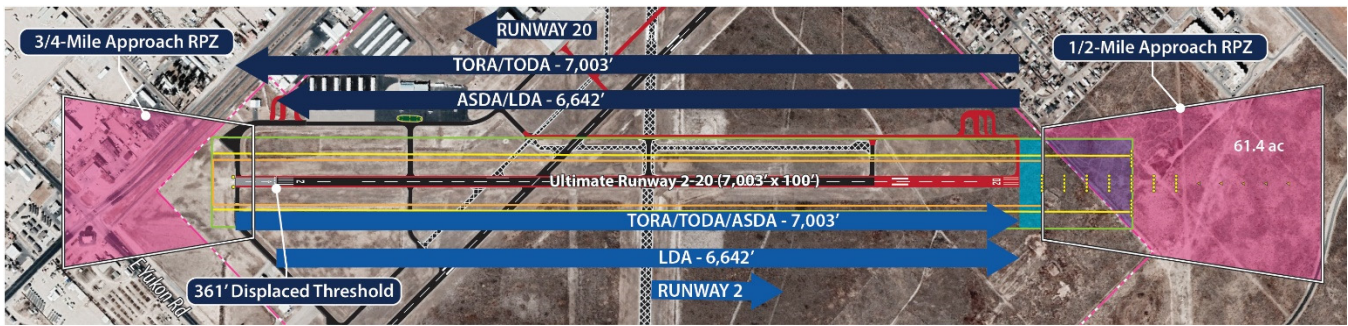 RUNWAY 20
3/4-Mile Approach RPZ
1/2-Mile Approach RPZ
TORA/TODA - 7,003’
ASDA/LDA - 6,642’
61.4 ac
2
Ultimate Runway 2-20 (7,003’ x 100’)
20
TORA/TODA/ASDA - 7,003’
LDA - 6,642’
E Yukon Rd
361’ Displaced Threshold
RUNWAY 2